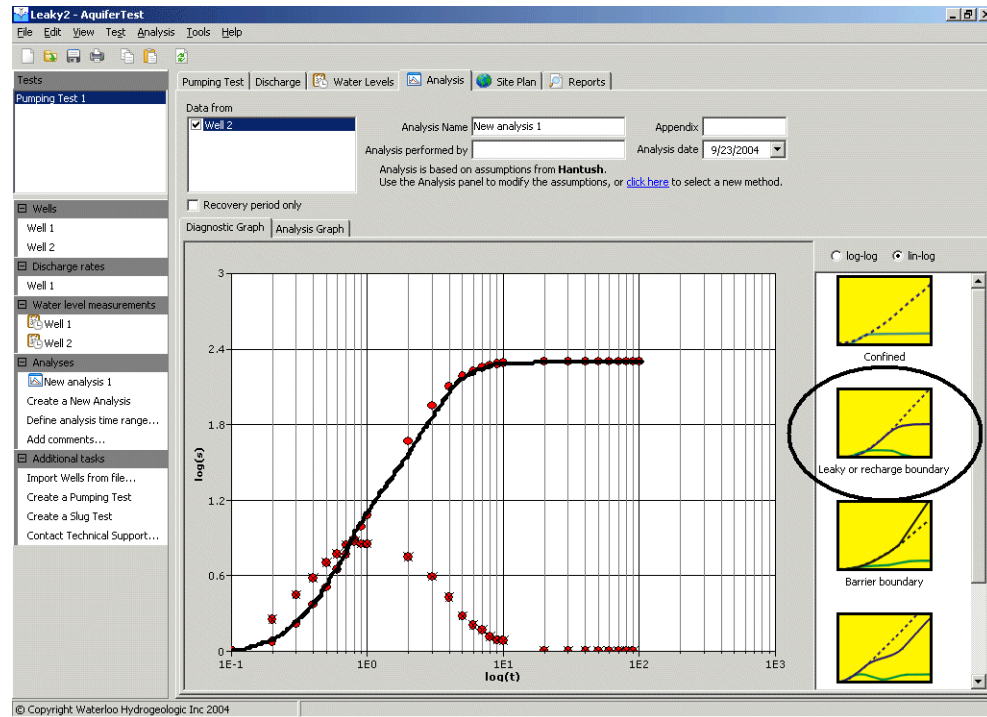 Leaky2 - AquiferTest
File Edit View Test Analysis Tools Help
Tests
Pumping Test 1
Wells
Well 1
Well 2
Discharge rates
Well 1
Water level measurements
Well 1
Well 2
Analyses
New analysis 1
Create a New Analysis
Define analysis time range...
Add comments...
Additional tasks
Import Wells from file...
Create a Pumping Test
Create a Slug Test
Contact Technical Support...
Pumping Test Discharge Water Levels Analysis Site Plan Reports
Data from
Well 2
Analysis Name New analysis 1 Appendix
Analysis performed by Analysis date 9/23/2004
Analysis is based on assumptions from Hantush.
Use the Analysis panel to modify the assumptions, or click here to select a new method.
Recovery period only
Diagnostic Graph Analysis Graph
3
2.4
1.8
1.2
0.6
0
log(s)
1E-1 1E0 1E1 1E2 1E3
log(t)
log-log lin-log
Confined
Leaky or recharge boundary
Barrier boundary
© Copyright Waterloo Hydrogeologic Inc 2004